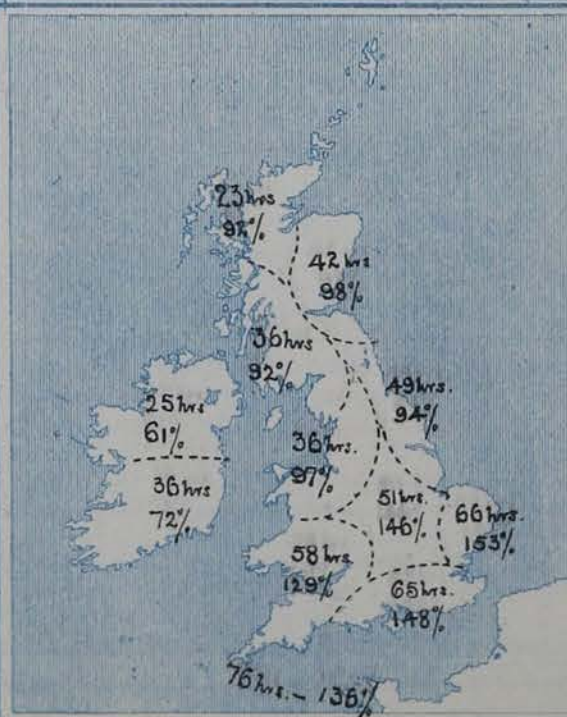 23 hrs
92%
42 hrs
98%
36 hrs
92%
49 hrs.
94%
25 hrs
61%
36 hrs.
97%
36 hrs
72%
51 hrs.
146%
66 hrs.
153%
58 hrs.
129%
65 hrs.
148%
76 hrs. - 136%